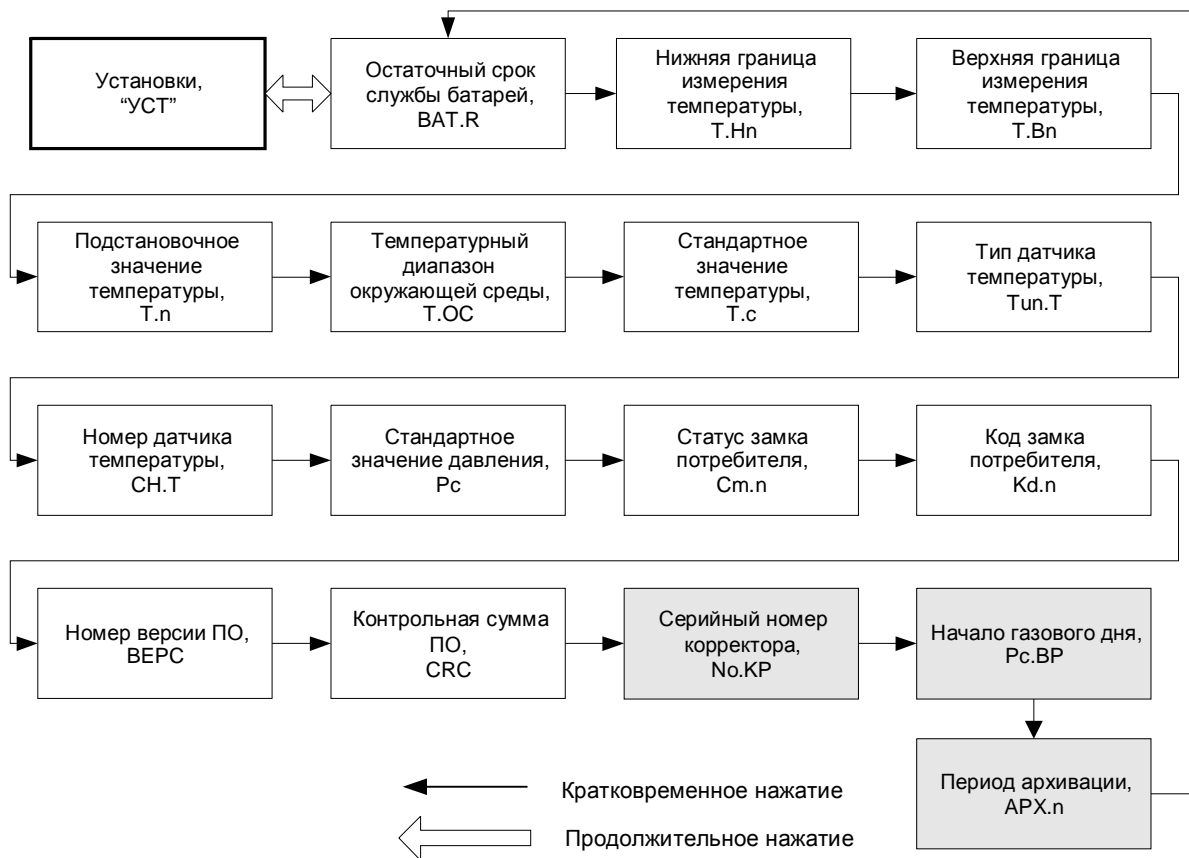 Установки,
“УСТ”
Остаточный срок
службы батарей,
BAT.R
Нижняя граница
измерения
температуры,
T.Hn
Верхняя граница
измерения
температуры,
T.Bn
Подстановочное
значение
температуры,
T.n
Температурный
диапазон
окружающей среды,
T.OC
Стандартное
значение
температуры,
T.c
Тип датчика
температуры,
Tun.T
Номер датчика
температуры,
CH.T
Стандартное
значение давления,
Pc
Статус замка
потребителя,
Cm.n
Код замка
потребителя,
Kd.n
Номер версии ПО,
ВЕРС
Контрольная сумма
ПО,
CRC
Серийный номер
корректора,
No.KP
Начало газового дня,
Pc.BP
Период архивации,
APX.n
Кратковременное нажатие
Продолжительное нажатие